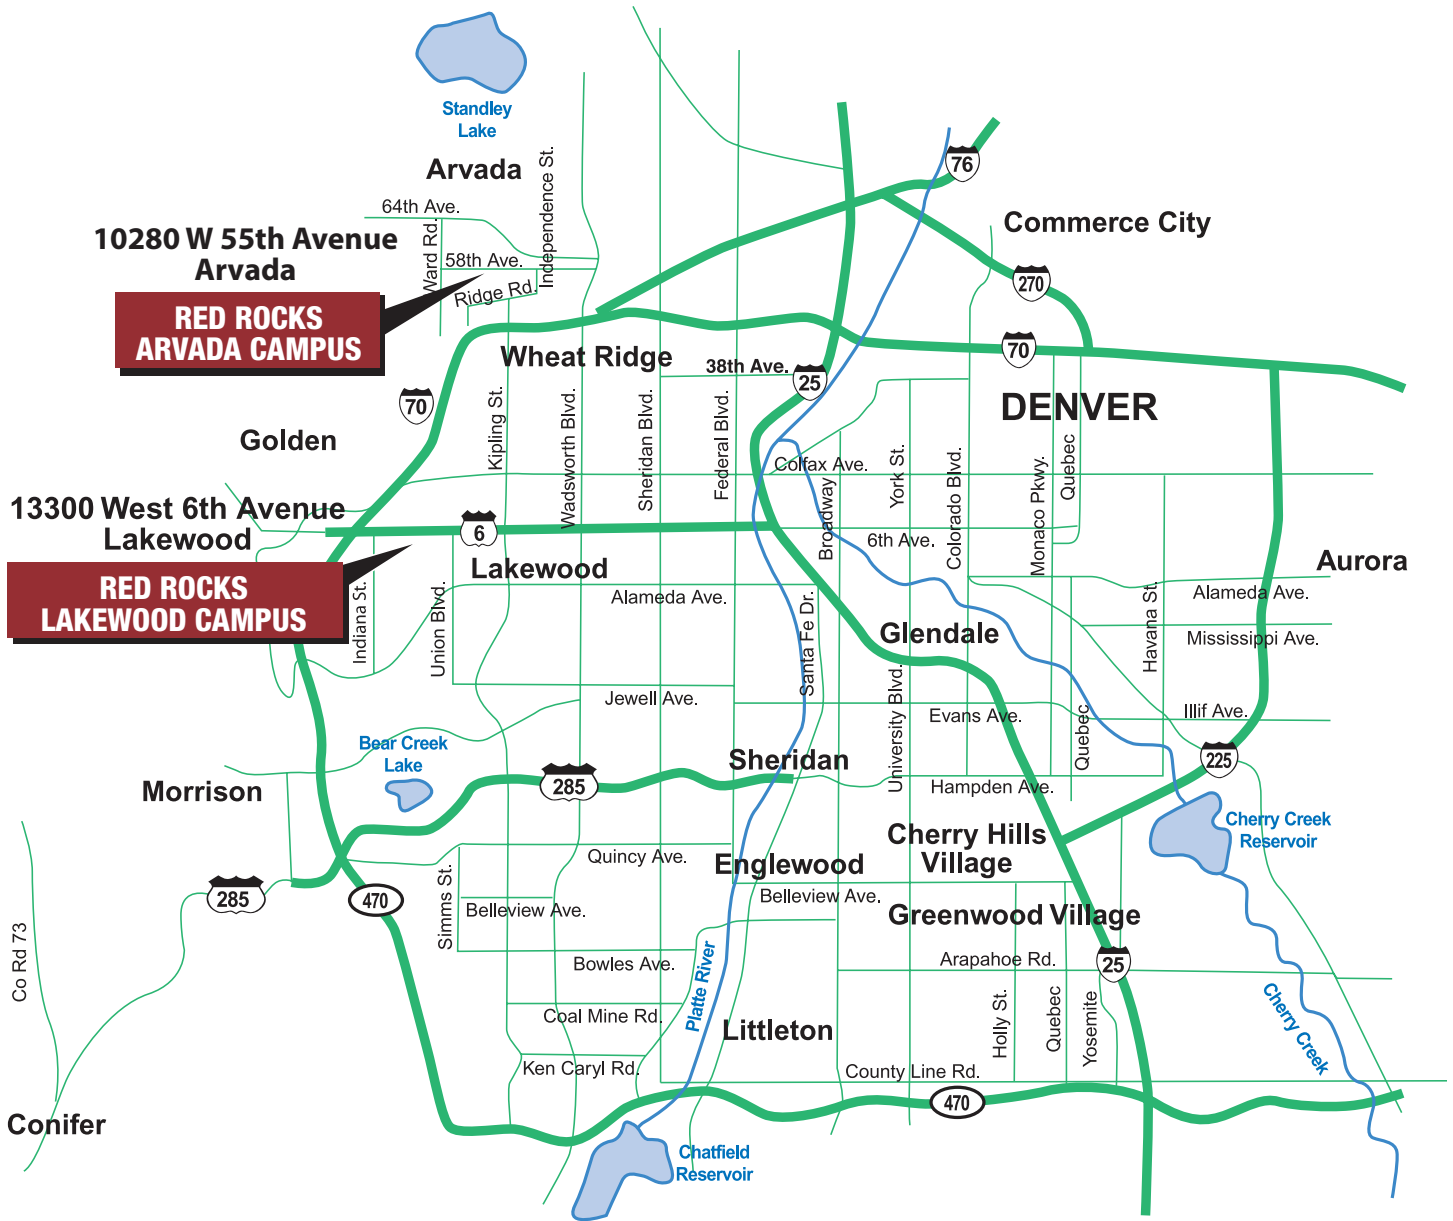 Standley
Lake
Arvada
Independence St.
76
64th Ave.
Ward Rd.
Commerce City
10280 W 55th Avenue
Arvada
58th Ave.
Ridge Rd.
270
RED ROCKS
ARVADA CAMPUS
Wheat Ridge
38th Ave.
25
70
70
DENVER
Golden
Kipling St.
Wadsworth Blvd.
Sheridan Blvd.
Federal Blvd.
Colfax Ave.
Broadway
York St.
Colorado Blvd.
Monaco Pkwy.
Quebec
13300 West 6th Avenue
Lakewood
6
6th Ave.
Lakewood
Aurora
RED ROCKS
LAKEWOOD CAMPUS
Indiana St.
Union Blvd.
Alameda Ave.
Santa Fe Dr.
Glendale
Havana St.
Alameda Ave.
Mississippi Ave.
Jewell Ave.
University Blvd.
Evans Ave.
Quebec
Illif Ave.
Bear Creek
Lake
Sheridan
225
285
Hampden Ave.
Morrison
Cherry Creek
Reservoir
Cherry Hills
Village
Quincy Ave.
Englewood
285
470
Simms St.
Belleview Ave.
Belleview Ave.
Greenwood Village
Co Rd 73
Bowles Ave.
Platte River
Arapahoe Rd.
25
Coal Mine Rd.
Littleton
Holly St.
Quebec
Yosemite
Cherry Creek
Ken Caryl Rd.
County Line Rd.
470
Conifer
Chatfield
Reservoir